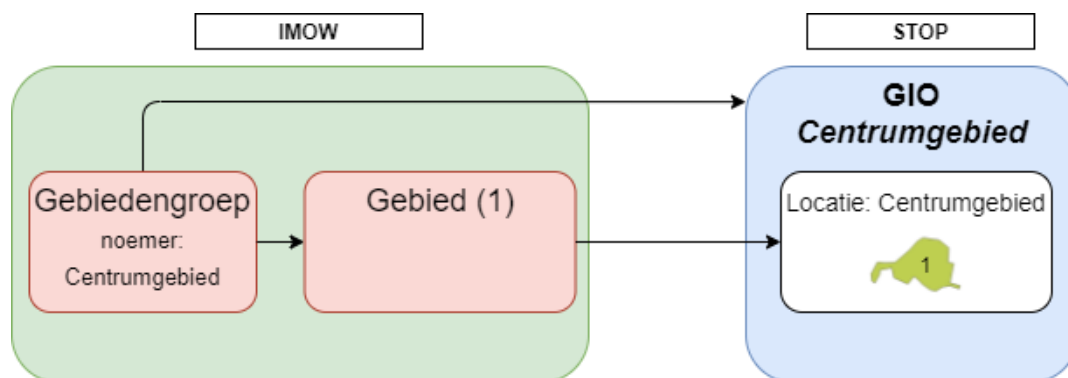 IMOW
STOP
GIO
Centrumgebied
Gebiedengroep
noemer:
Centrumgebied
Gebied (1)
Locatie: Centrumgebied
1